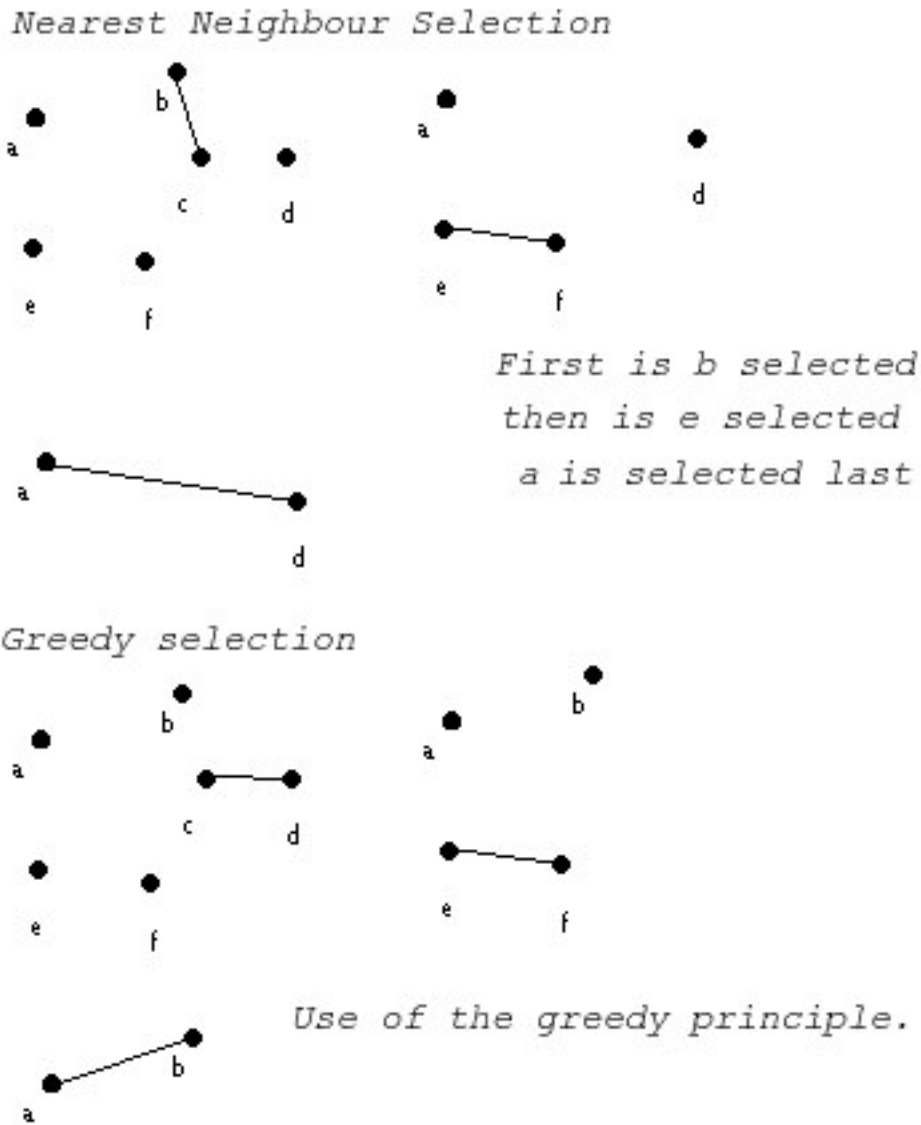 Nearest Neighbour Selection
b
a
c
d
e
f
a
d
e
f
First is b selected
then is e selected
a is selected last
a
d
Greedy selection
b
a
c
d
e
f
b
a
e
f
Use of the greedy principle.
b
a